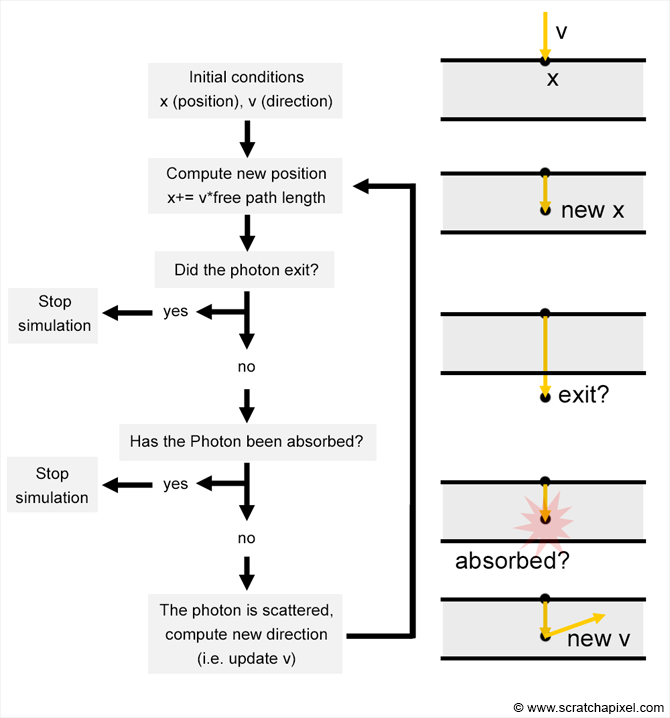 Initial conditions
x (position), v (direction)
Compute new position
x+= v*free path length
Did the photon exit?
Stop
simulation
yes
no
Has the Photon been absorbed?
Stop
simulation
yes
no
The photon is scattered,
compute new direction
(i.e. update v)
v
x
new x
exit?
absorbed?
new v
© www.scratchapixel.com